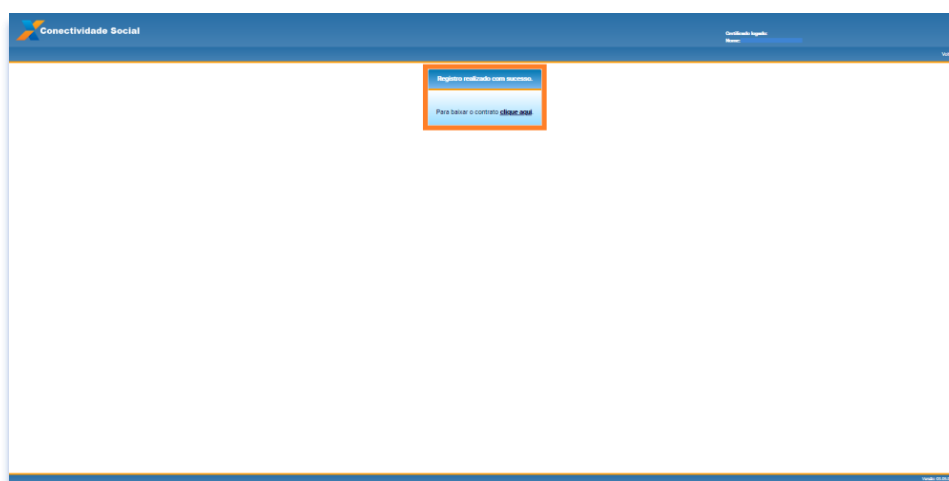 Conectividade Social
Certificado logado:
Nome:
Registro realizado com sucesso.
Para baixar o contrato clique aqui.